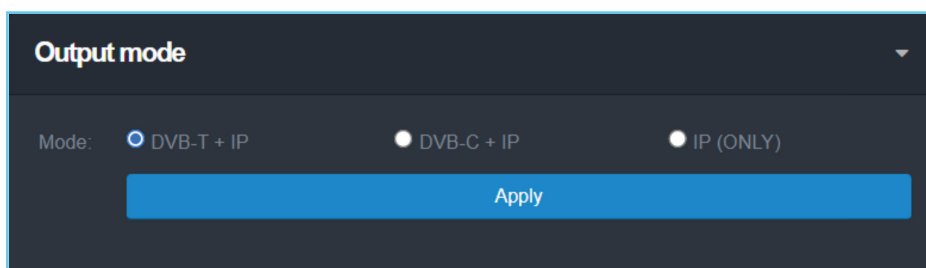 Output mode
Mode: DVB-T + IP DVB-C + IP IP (ONLY)
Apply